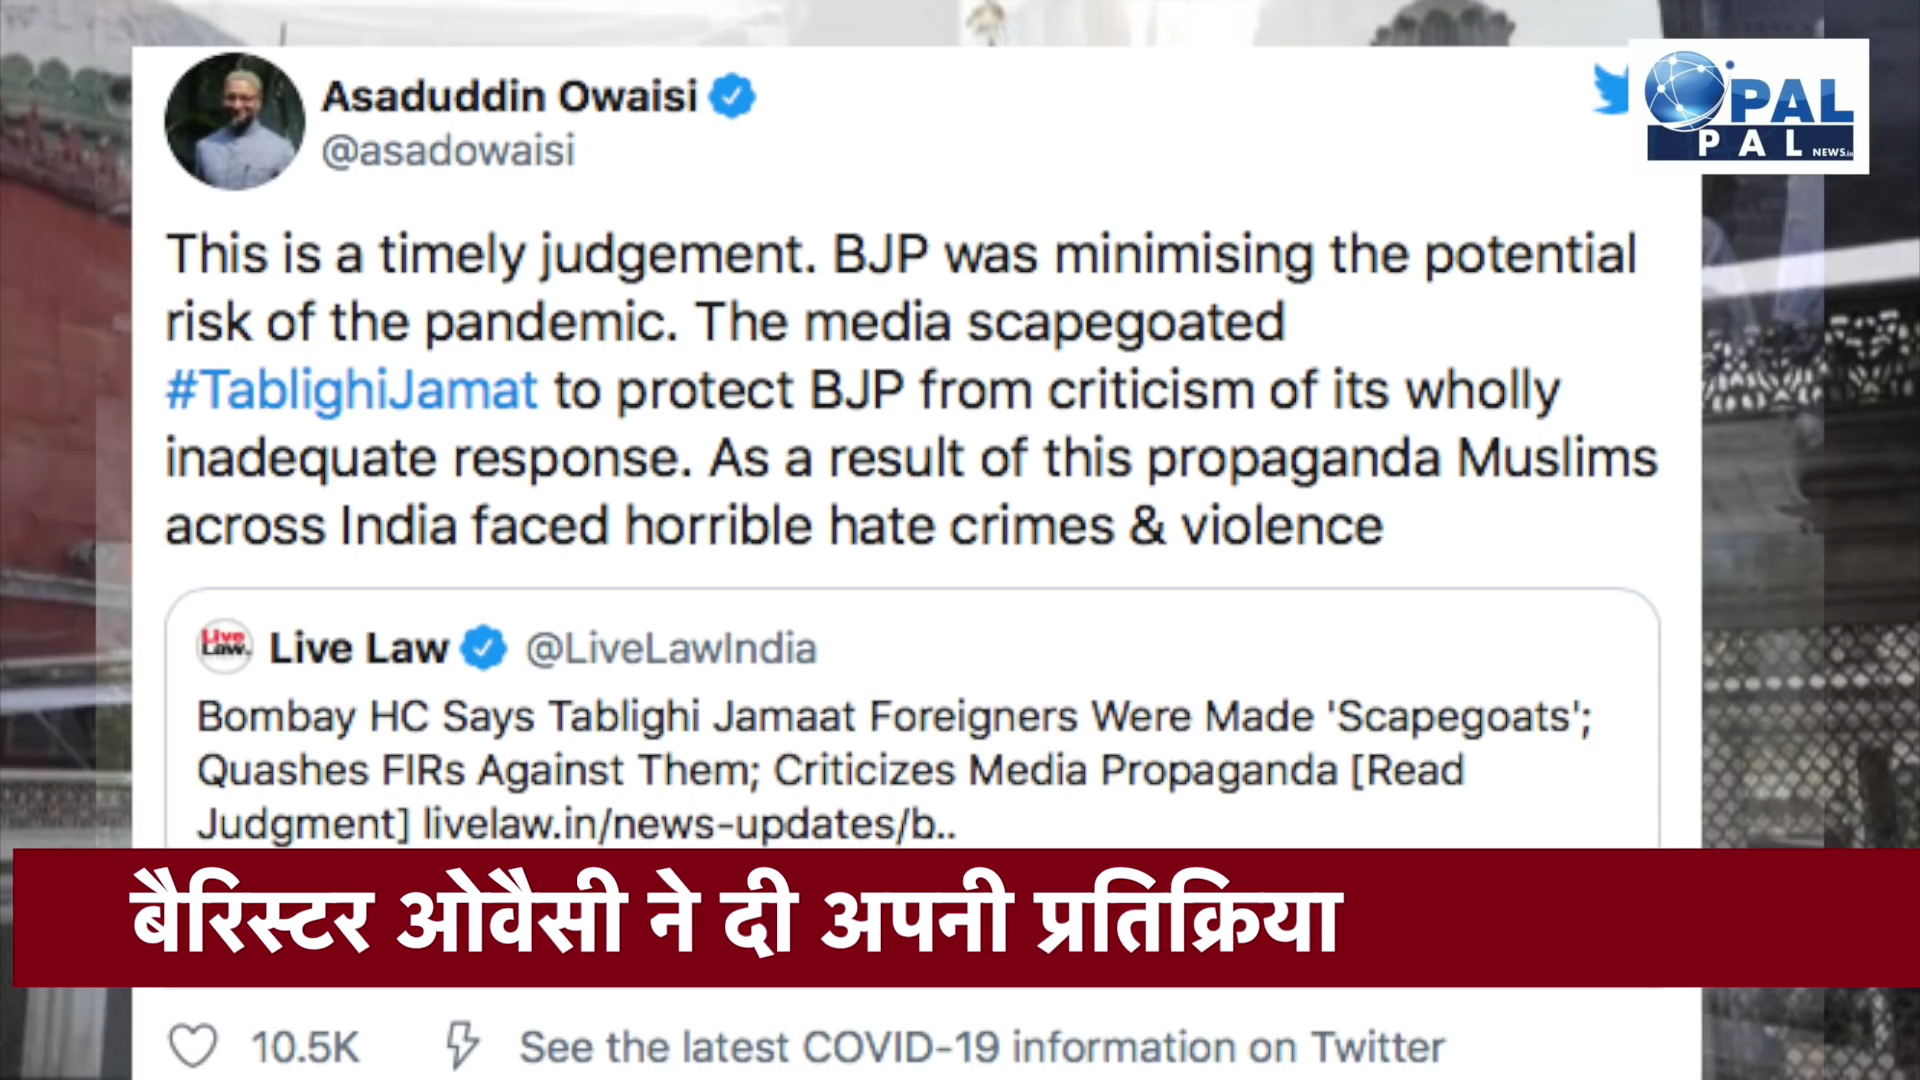 Asaduddin Owaisi
@asadowaisi
PAL
PAL NEWS.in
This is a timely judgement. BJP was minimising the potential
risk of the pandemic. The media scapegoated
#TablighiJamat to protect BJP from criticism of its wholly
inadequate response. As a result of this propaganda Muslims
across India faced horrible hate crimes & violence
Live Law.
Live Law @LiveLawIndia
Bombay HC Says Tablighi Jamaat Foreigners Were Made 'Scapegoats';
Quashes FIRs Against Them; Criticizes Media Propaganda [Read
Judgment] livelaw.in/news-updates/b..
बैरिस्टर ओवैसी ने दी अपनी प्रतिक्रिया
10.5K See the latest COVID-19 information on Twitter